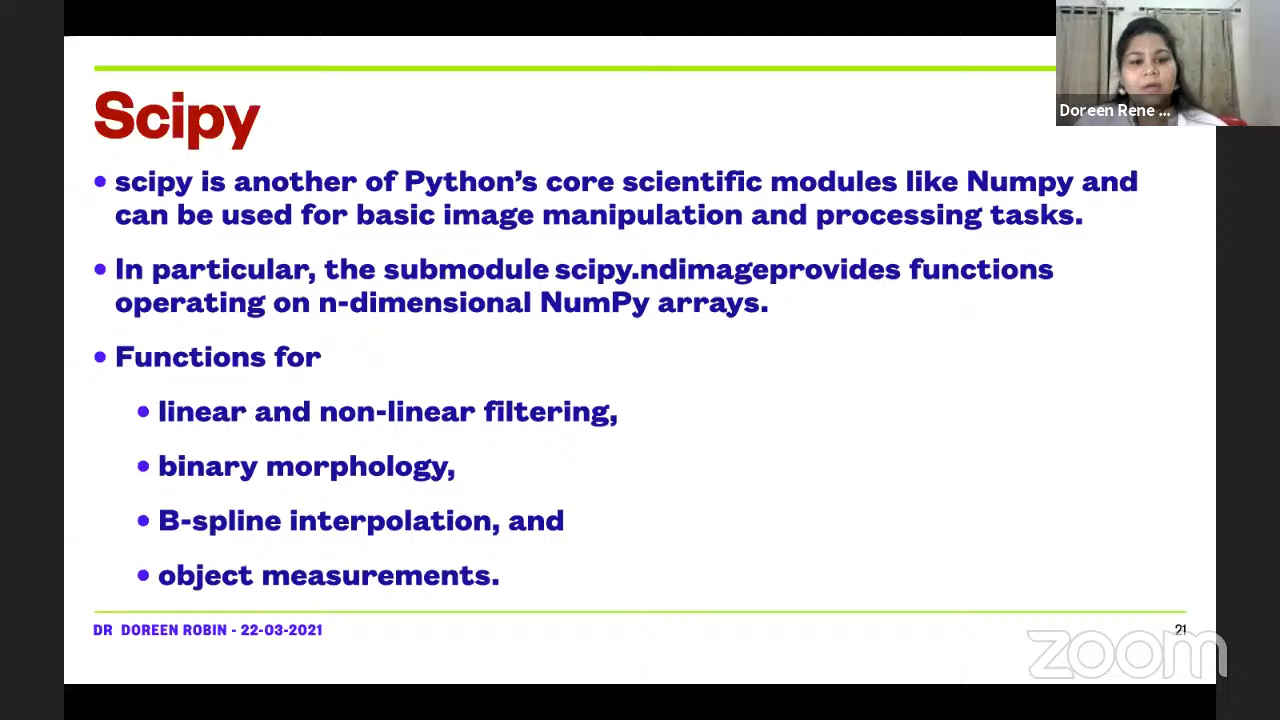 Doreen Rene ...
Scipy
• scipy is another of Python’s core scientific modules like Numpy and
can be used for basic image manipulation and processing tasks.
• In particular, the submodule scipy.ndimageprovides functions
operating on n-dimensional NumPy arrays.
• Functions for
• linear and non-linear filtering,
• binary morphology,
• B-spline interpolation, and
• object measurements.
DR DOREEN ROBIN - 22-03-2021
21
zoom